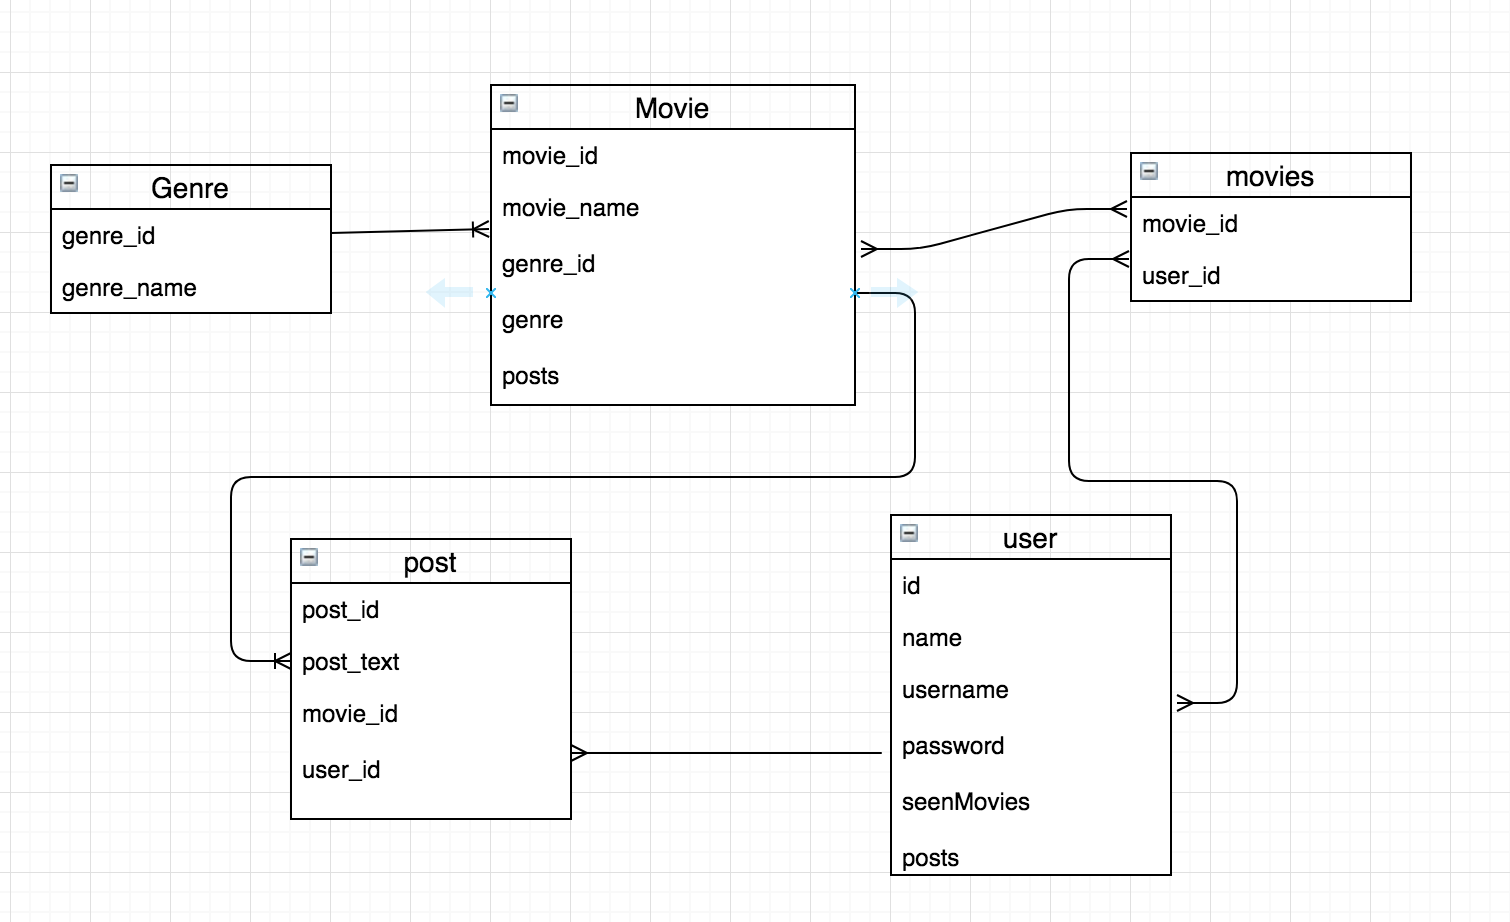 Genre
genre_id
genre_name
Movie
movie_id
movie_name
genre_id
genre
posts
movies
movie_id
user_id
post
post_id
post_text
movie_id
user_id
user
id
name
username
password
seenMovies
posts